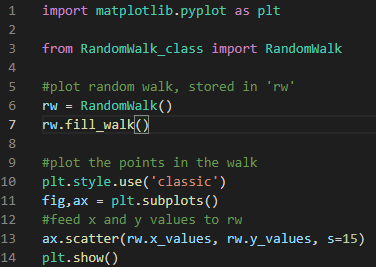 1 import matplotlib.pyplot as plt
2
3 from RandomWalk_class import RandomWalk
4
5 #plot random walk, stored in 'rw'
6 rw = RandomWalk()
7 rw.fill_walk()
8
9 #plot the points in the walk
10 plt.style.use('classic')
11 fig,ax = plt.subplots()
12 #feed x and y values to rw
13 ax.scatter(rw.x_values, rw.y_values, s=15)
14 plt.show()